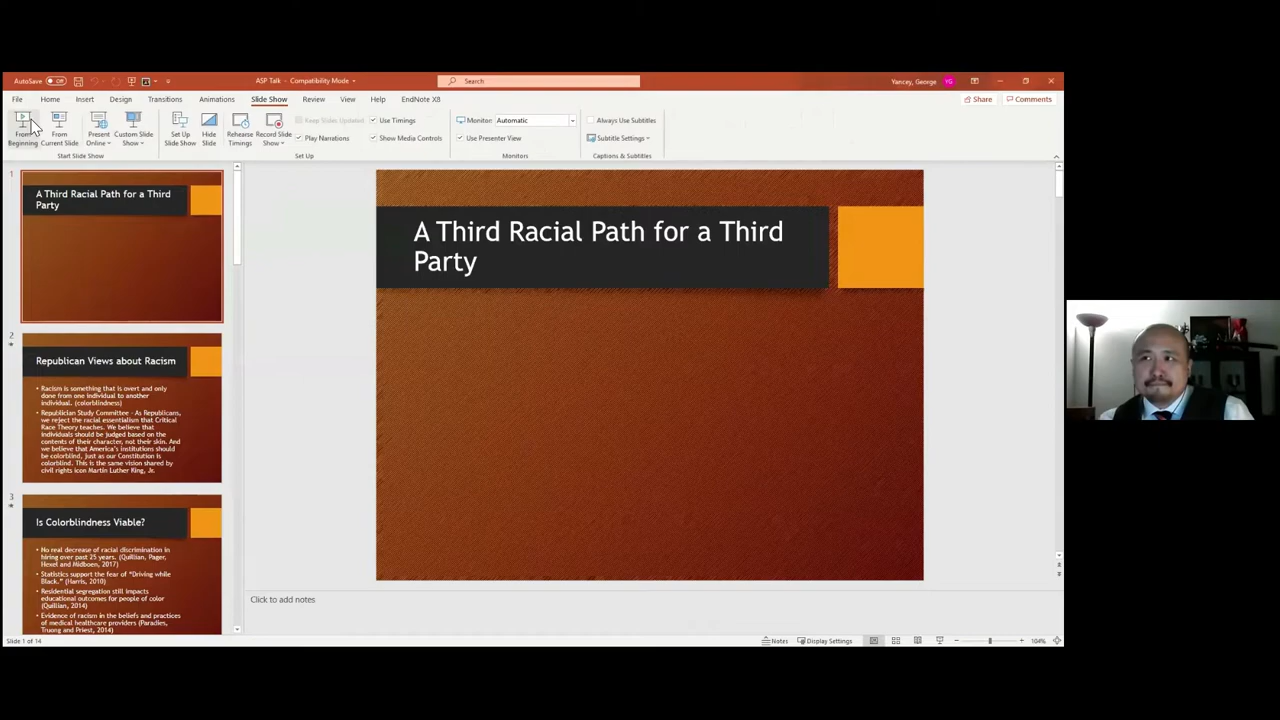 AutoSave Off
ASP Talk - Compatibility Mode
Search
Yancey, George YG
File Home Insert Design Transitions Animations Slide Show Review View Help EndNote X8
Share Comments
From Beginning
From Current Slide
Present Online
Custom Slide Show
Start Slide Show
Set Up Slide Show
Hide Slide
Rehearse Timings
Record Slide Show
Keep Slides Updated
Play Narrations
Use Timings
Show Media Controls
Set Up
Monitor: Automatic
Use Presenter View
Monitors
Always Use Subtitles
Subtitle Settings
Captions & Subtitles
1
A Third Racial Path for a Third
Party
2
Republican Views about Racism
• Racism is something that is overt and only
done from one individual to another
individual. (colorblindness)
• Republician Study Committee - As Republicans,
we reject the racial essentialism that Critical
Race Theory teaches. We believe that
individuals should be judged based on the
contents of their character, not their skin. And
we believe that America's institutions should
be colorblind, just as our Constitution is
colorblind. This is the same vision shared by
civil rights icon Martin Luther King, Jr.
3
Is Colorblindness Viable?
• No real decrease of racial discrimination in
hiring over past 25 years. (Quillian, Pager,
Hexel and Midboen, 2017)
• Statistics support the fear of "Driving while
Black." (Harris, 2010)
• Residential segregation still impacts
educational outcomes for people of color
(Quillian, 2014)
• Evidence of racism in the beliefs and practices
of medical healthcare providers (Paradies,
Truong and Priest, 2014)
A Third Racial Path for a Third
Party
Click to add notes
Slide 1 of 14
Notes
Display Settings
104%